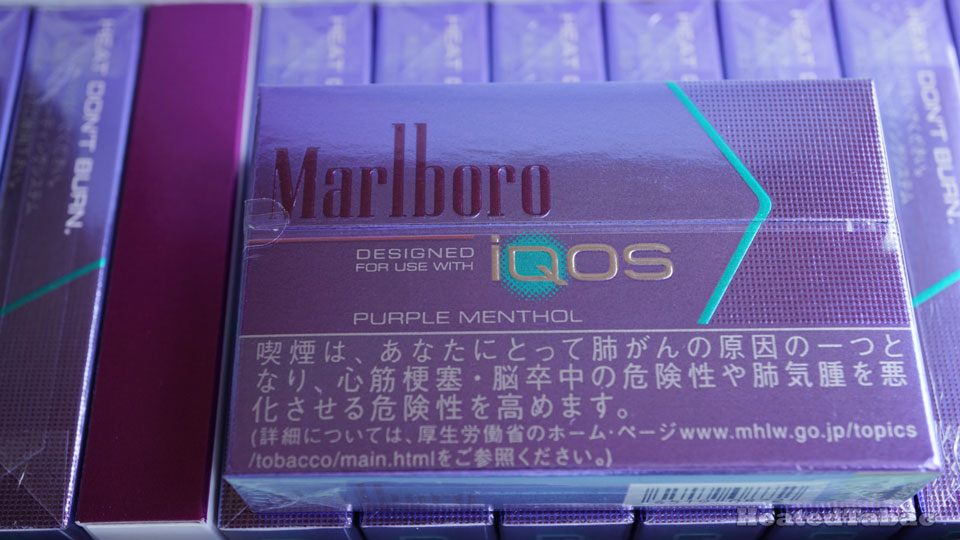 HEAT DON'T BURN.
HEAT DON'T BURN.
Marlboro
DESIGNED
FOR USE WITH
iQOS
PURPLE MENTHOL
喫煙は、あなたにとって肺がんの原因の一つと
なり、心筋梗塞・脳卒中の危険性や肺気腫を悪
化させる危険性を高めます。
(詳細については、厚生労働省のホーム・ページwww.mhlw.go.jp/topics
/tobacco/main.htmlをご参照ください。)
HeatedTabac